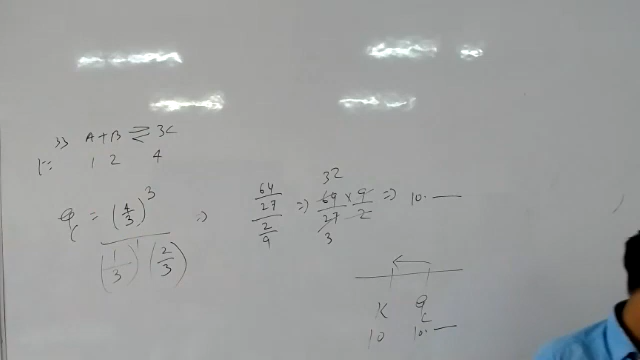 >> A + B ⇌ 3C
t: 1 2 4
Qc = (4/3)^3 / (1/3)^1 (2/3) => 64/27 / 2/9 => 64/27 × 9/2 => 10.—
32
3
K Qc
10 10.—